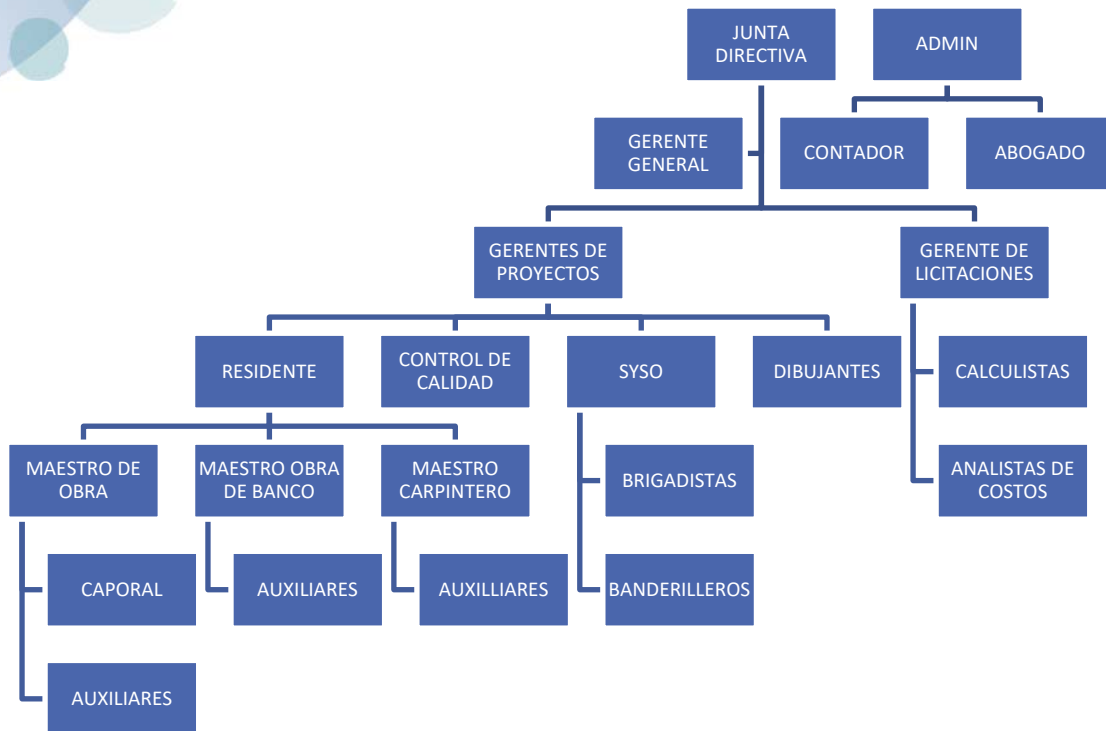 JUNTA
DIRECTIVA
ADMIN
GERENTE
GENERAL
CONTADOR
ABOGADO
GERENTES DE
PROYECTOS
GERENTE DE
LICITACIONES
RESIDENTE
CONTROL DE
CALIDAD
SYSO
DIBUJANTES
CALCULISTAS
MAESTRO DE
OBRA
MAESTRO OBRA
DE BANCO
MAESTRO
CARPINTERO
BRIGADISTAS
ANALISTAS DE
COSTOS
CAPORAL
AUXILIARES
AUXILLIARES
BANDERILLEROS
AUXILIARES